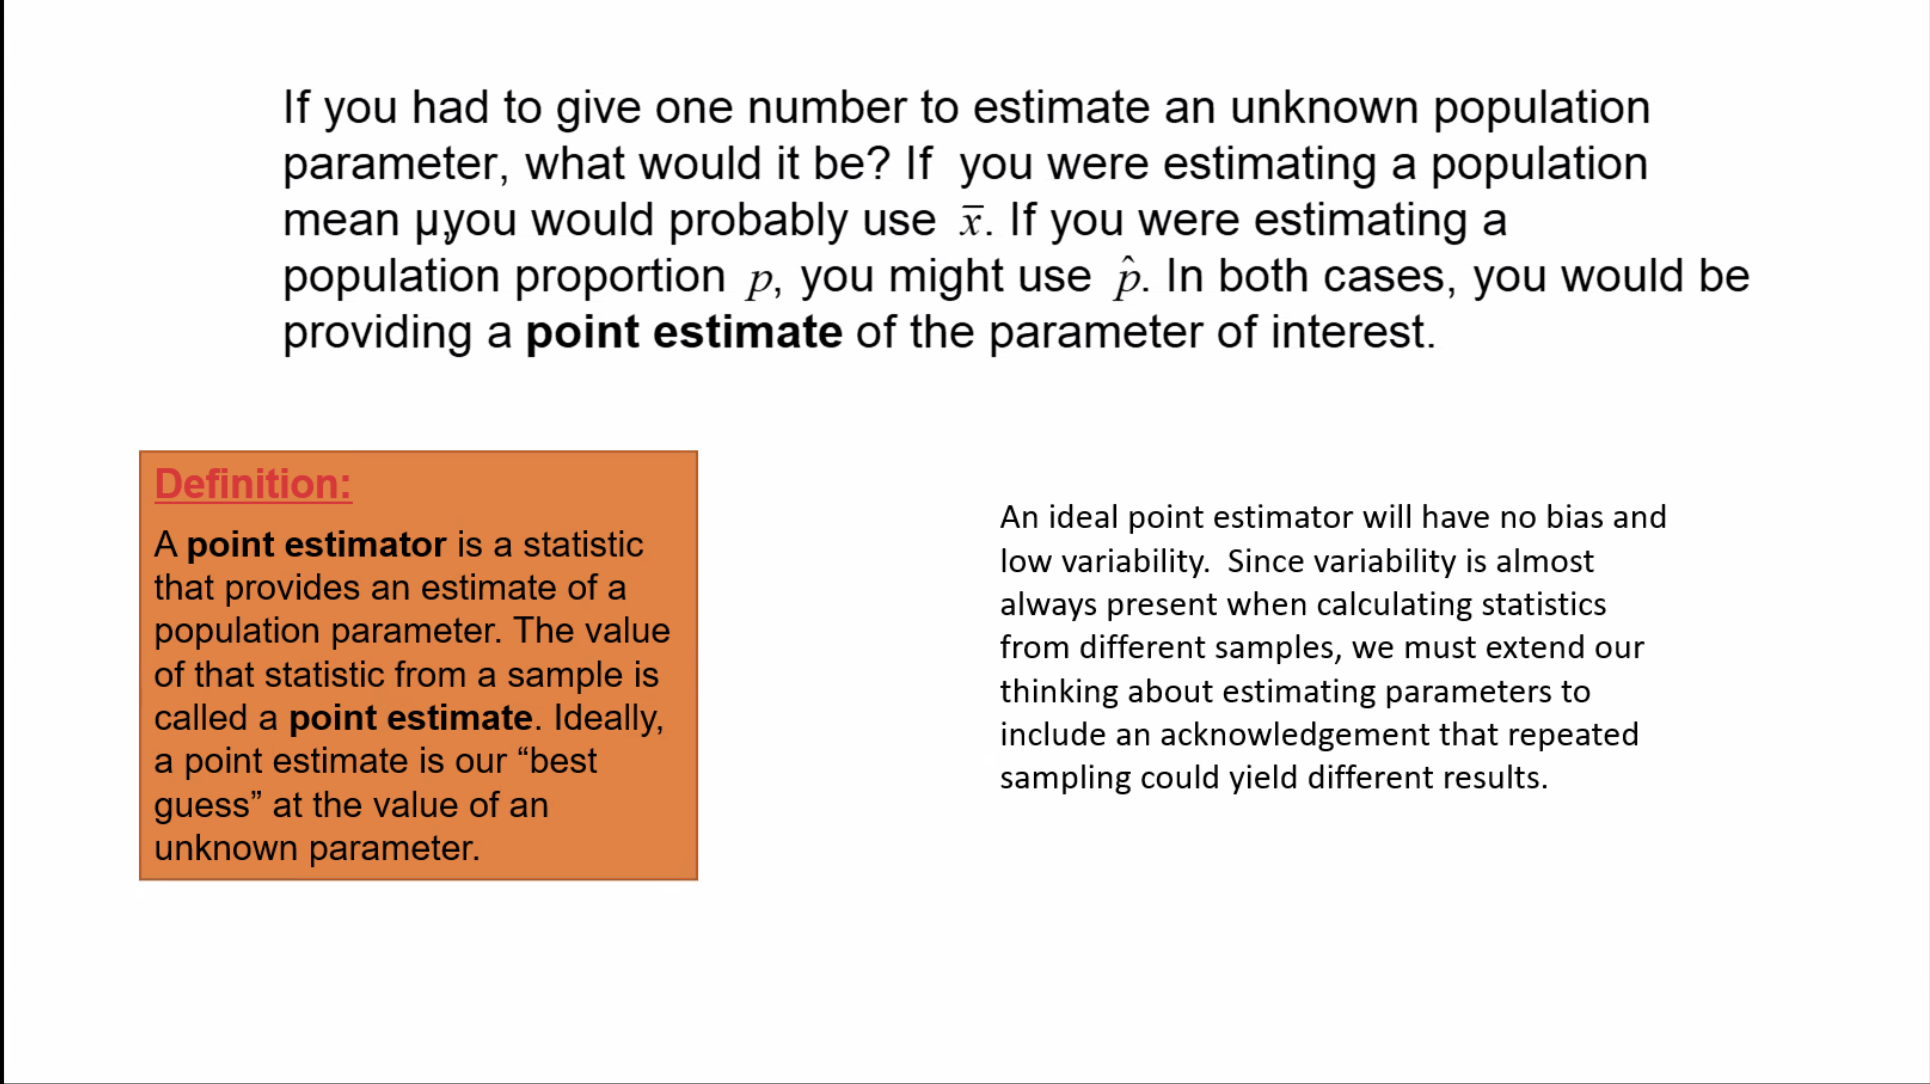 If you had to give one number to estimate an unknown population
parameter, what would it be? If you were estimating a population
mean μ,you would probably use x̅. If you were estimating a
population proportion p, you might use p̂. In both cases, you would be
providing a point estimate of the parameter of interest.
Definition:
A point estimator is a statistic
that provides an estimate of a
population parameter. The value
of that statistic from a sample is
called a point estimate. Ideally,
a point estimate is our “best
guess” at the value of an
unknown parameter.
An ideal point estimator will have no bias and
low variability. Since variability is almost
always present when calculating statistics
from different samples, we must extend our
thinking about estimating parameters to
include an acknowledgement that repeated
sampling could yield different results.